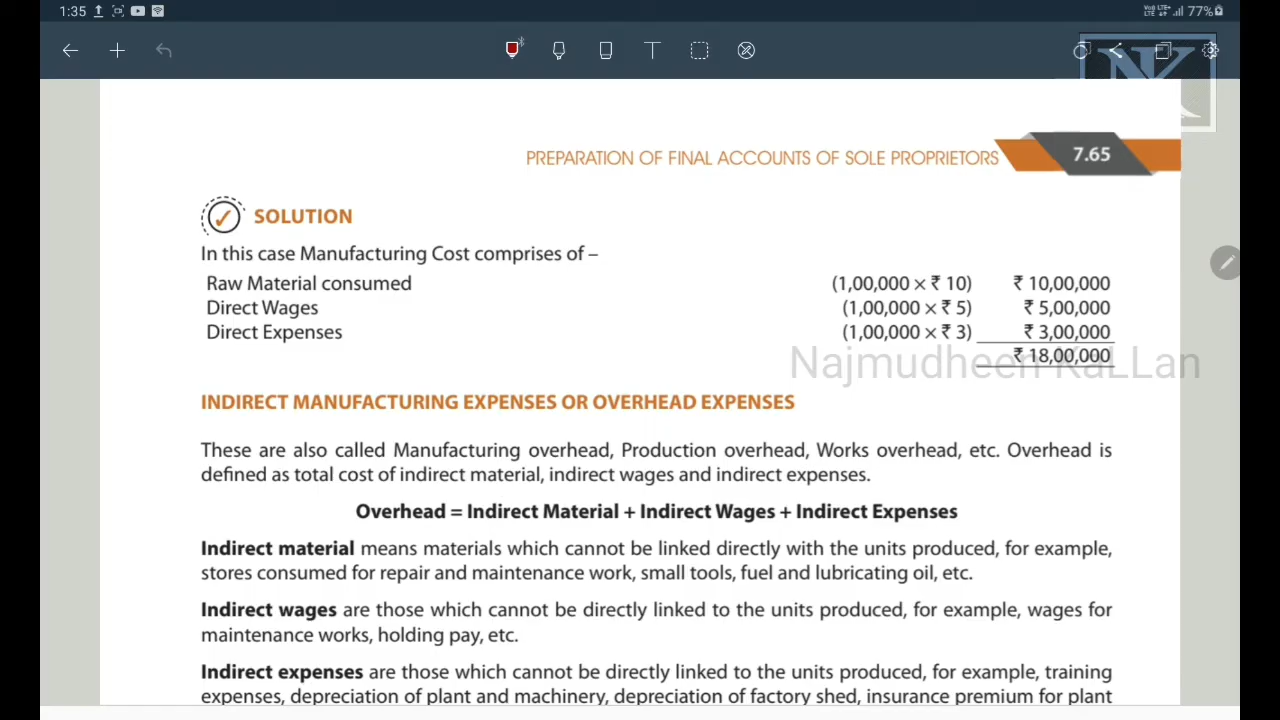 1:35
VoD LTE+
LTE
77%
NK
PREPARATION OF FINAL ACCOUNTS OF SOLE PROPRIETORS 7.65
SOLUTION
In this case Manufacturing Cost comprises of –
Raw Material consumed (1,00,000 × ₹ 10) ₹ 10,00,000
Direct Wages (1,00,000 × ₹ 5) ₹ 5,00,000
Direct Expenses (1,00,000 × ₹ 3) ₹ 3,00,000
₹ 18,00,000
Najmudheen KaLLan
INDIRECT MANUFACTURING EXPENSES OR OVERHEAD EXPENSES
These are also called Manufacturing overhead, Production overhead, Works overhead, etc. Overhead is
defined as total cost of indirect material, indirect wages and indirect expenses.
Overhead = Indirect Material + Indirect Wages + Indirect Expenses
Indirect material means materials which cannot be linked directly with the units produced, for example,
stores consumed for repair and maintenance work, small tools, fuel and lubricating oil, etc.
Indirect wages are those which cannot be directly linked to the units produced, for example, wages for
maintenance works, holding pay, etc.
Indirect expenses are those which cannot be directly linked to the units produced, for example, training
expenses, depreciation of plant and machinery, depreciation of factory shed, insurance premium for plant